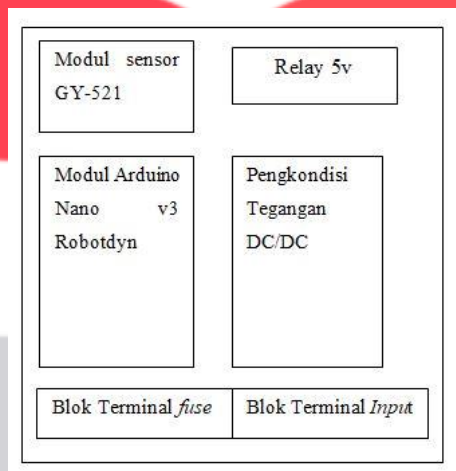 Modul sensor
GY-521
Relay 5v
Modul Arduino
Nano v3
Robotdyn
Pengkondisi
Tegangan
DC/DC
Blok Terminal fuse
Blok Terminal Input